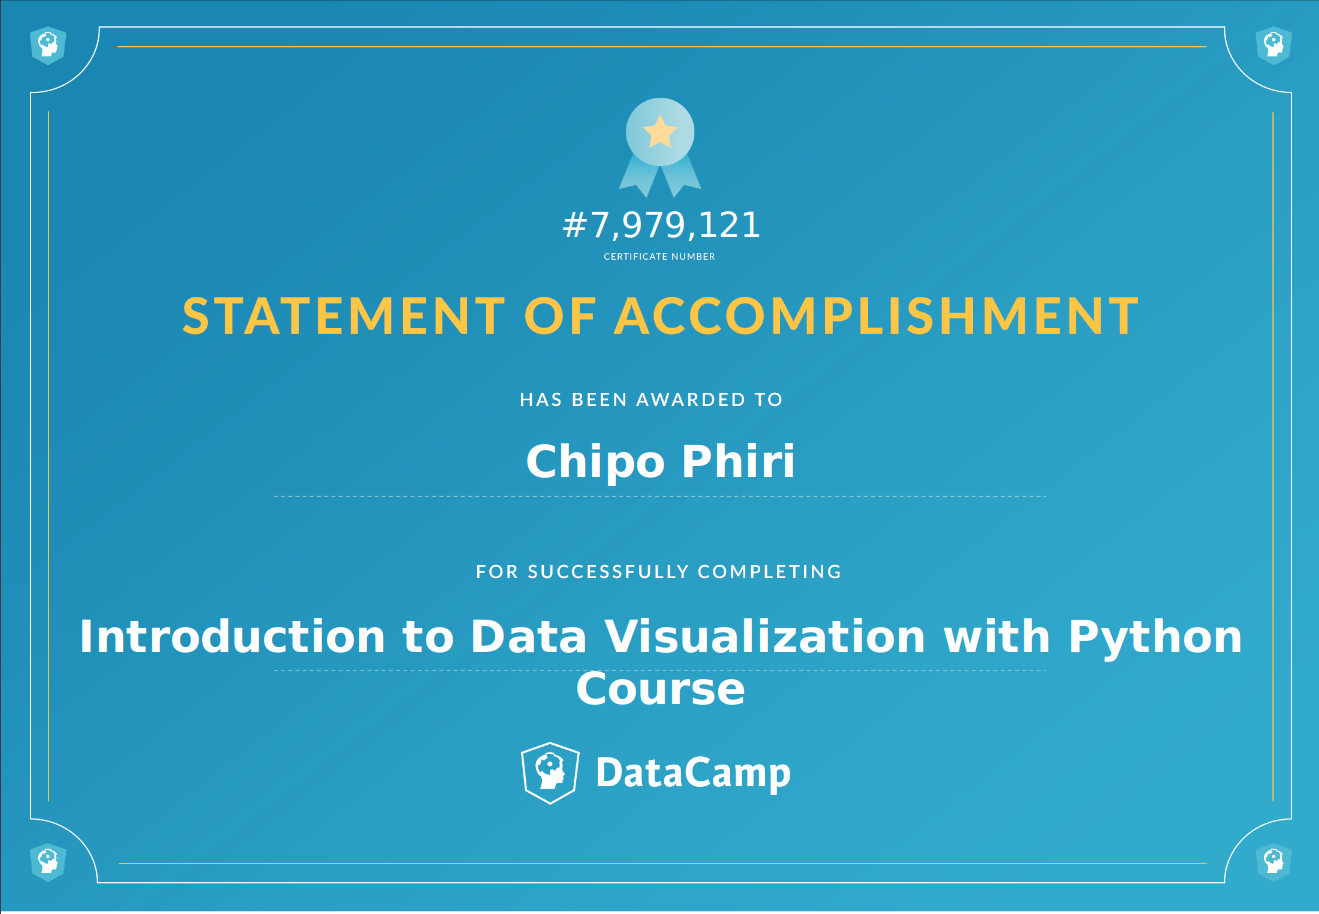 #7,979,121
CERTIFICATE NUMBER
STATEMENT OF ACCOMPLISHMENT
HAS BEEN AWARDED TO
Chipo Phiri
FOR SUCCESSFULLY COMPLETING
Introduction to Data Visualization with Python
Course
DataCamp